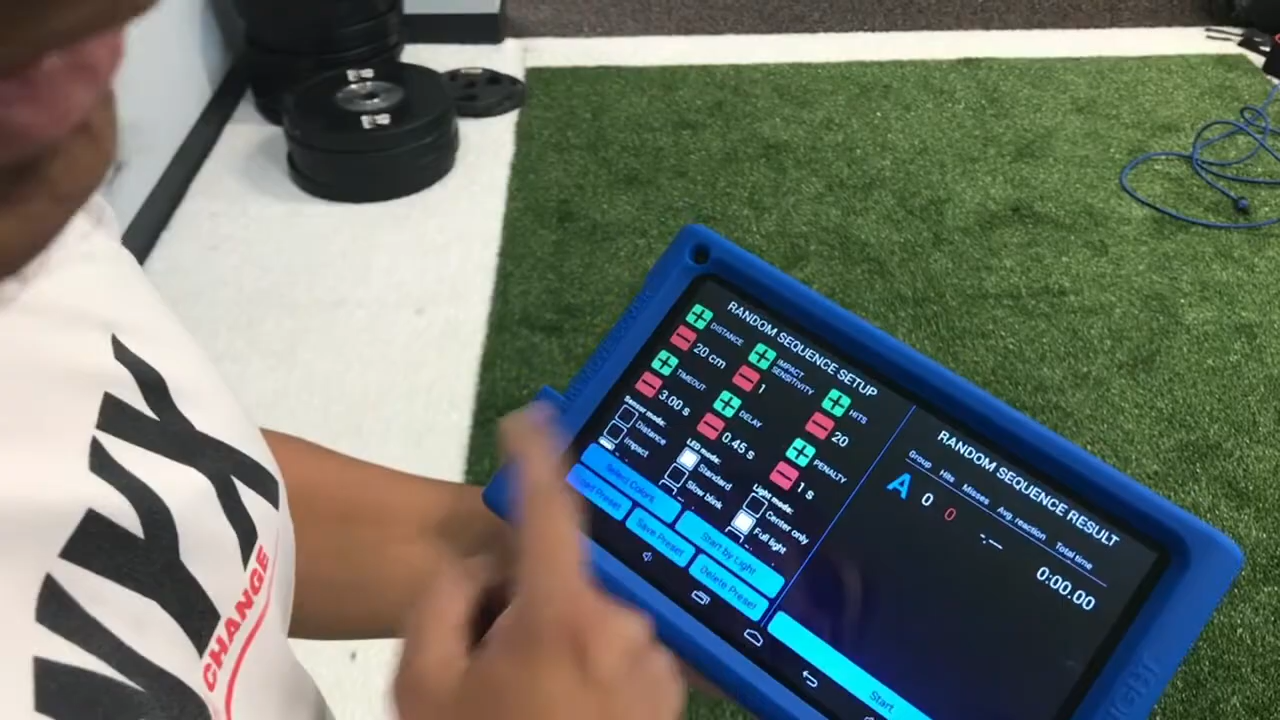 RANDOM SEQUENCE SETUP
DISTANCE
20 cm
IMPACT
SENSITIVITY
1
HITS
20
TIMEOUT
3.00 s
DELAY
0.45 s
PENALTY
1 s
Sensor mode:
Distance
Impact
LED mode:
Standard
Slow blink
Light mode:
Center only
Full light
Select Colors
Start by Light
Load Preset
Save Preset
Delete Preset
RANDOM SEQUENCE RESULT
Group Hits Misses Avg. reaction Total time
A 0 0 -.-- 0:00.00
Start
CHANGE